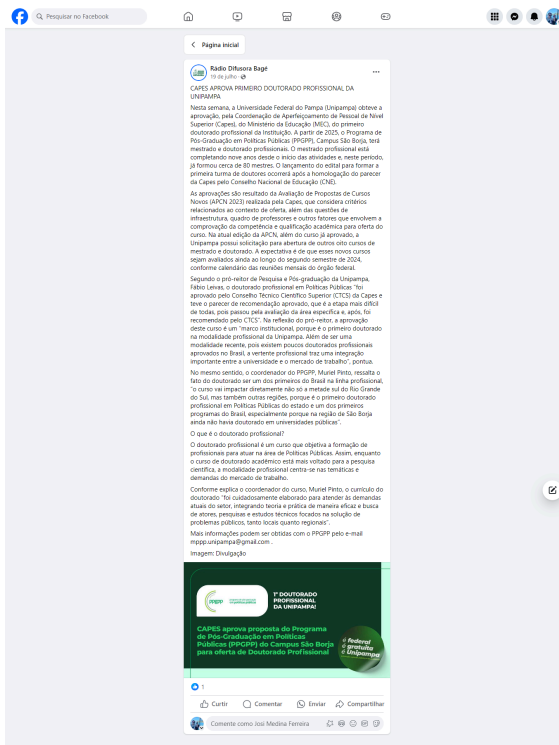 Pesquisar no Facebook
Página inicial
Rádio Difusora Bagé
19 de julho ·
CAPES APROVA PRIMEIRO DOUTORADO PROFISSIONAL DA
UNIPAMPA
Nesta semana, a Universidade Federal do Pampa (Unipampa) obteve a
aprovação, pela Coordenação de Aperfeiçoamento de Pessoal de Nível
Superior (Capes), do Ministério da Educação (MEC), do primeiro
doutorado profissional da Instituição. A partir de 2025, o Programa de
Pós-Graduação em Políticas Públicas (PPGPP), Campus São Borja, terá
mestrado e doutorado profissionais. O mestrado profissional está
completando nove anos desde o início das atividades e, neste período,
já formou cerca de 80 mestres. O lançamento do edital para formar a
primeira turma de doutores ocorrerá após a homologação do parecer
da Capes pelo Conselho Nacional de Educação (CNE).
As aprovações são resultado da Avaliação de Propostas de Cursos
Novos (APCN 2023) realizada pela Capes, que considera critérios
relacionados ao contexto de oferta, além das questões de
infraestrutura, quadro de professores e outros fatores que envolvem a
comprovação da competência e qualificação acadêmica para oferta do
curso. Na atual edição da APCN, além do curso já aprovado, a
Unipampa possui solicitação para abertura de outros oito cursos de
mestrado e doutorado. A expectativa é de que esses novos cursos
sejam avaliados ainda ao longo do segundo semestre de 2024,
conforme calendário das reuniões mensais do órgão federal.
Segundo o pró-reitor de Pesquisa e Pós-graduação da Unipampa,
Fábio Leivas, o doutorado profissional em Políticas Públicas "foi
aprovado pelo Conselho Técnico Científico Superior (CTCS) da Capes e
teve o parecer de recomendação aprovado, que é a etapa mais difícil
de todas, pois passou pela avaliação da área específica e, após, foi
recomendado pelo CTCS". Na reflexão do pró-reitor, a aprovação
deste curso é um "marco institucional, porque é o primeiro doutorado
na modalidade profissional da Unipampa. Além de ser uma
modalidade recente, pois existem poucos doutorados profissionais
aprovados no Brasil, a vertente profissional traz uma integração
importante entre a universidade e o mercado de trabalho", pontua.
No mesmo sentido, o coordenador do PPGPP, Muriel Pinto, ressalta o
fato do doutorado ser um dos primeiros do Brasil na linha profissional,
"o curso vai impactar diretamente não só a metade sul do Rio Grande
do Sul, mas também outras regiões, porque é o primeiro doutorado
profissional em Políticas Públicas do estado e um dos primeiros
programas do Brasil, especialmente porque na região de São Borja
ainda não havia doutorado em universidades públicas".
O que é o doutorado profissional?
O doutorado profissional é um curso que objetiva a formação de
profissionais para atuar na área de Políticas Públicas. Assim, enquanto
o curso de doutorado acadêmico está mais voltado para a pesquisa
científica, a modalidade profissional centra-se nas temáticas e
demandas do mercado de trabalho.
Conforme explica o coordenador do curso, Muriel Pinto, o currículo do
doutorado "foi cuidadosamente elaborado para atender às demandas
atuais do setor, integrando teoria e prática de maneira eficaz e busca
de atores, pesquisas e estudos técnicos focados na solução de
problemas públicos, tanto locais quanto regionais".
Mais informações podem ser obtidas com o PPGPP pelo e-mail
mppp.unipampa@gmail.com .
Imagem: Divulgação
ppgpp
1º DOUTORADO
PROFISSIONAL
DA UNIPAMPA!
CAPES aprova proposta do Programa
de Pós-Graduação em Políticas
Públicas (PPGPP) do Campus São Borja
para oferta de Doutorado Profissional
é federal
é gratuito
é Unipampa
1
Curtir
Comentar
Enviar
Compartilhar
Comente como Josi Medina Ferreira